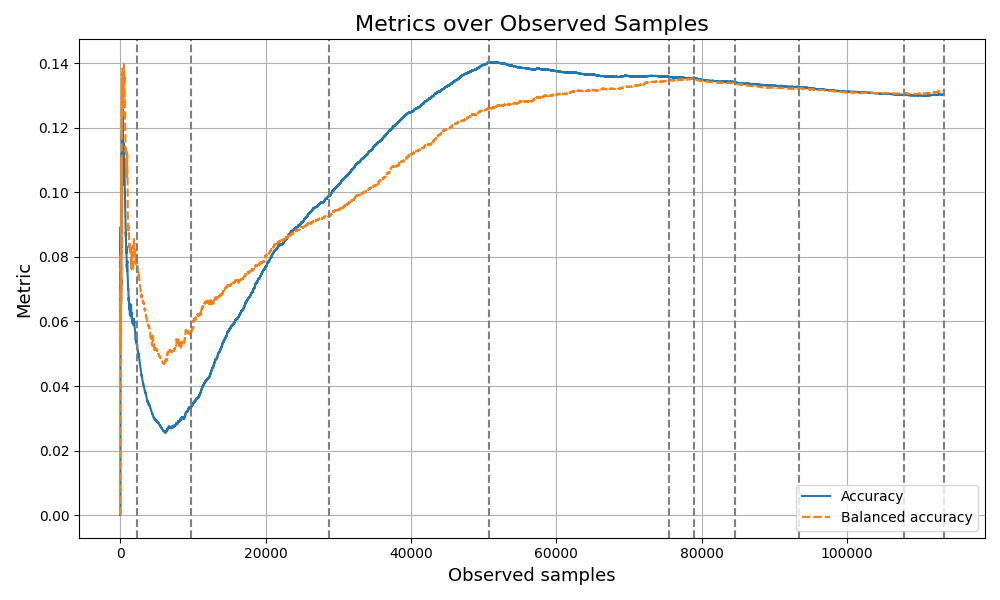 Metrics over Observed Samples
Metric
0.14
0.12
0.10
0.08
0.06
0.04
0.02
0.00
0
20000
40000
60000
80000
100000
Observed samples
Accuracy
Balanced accuracy